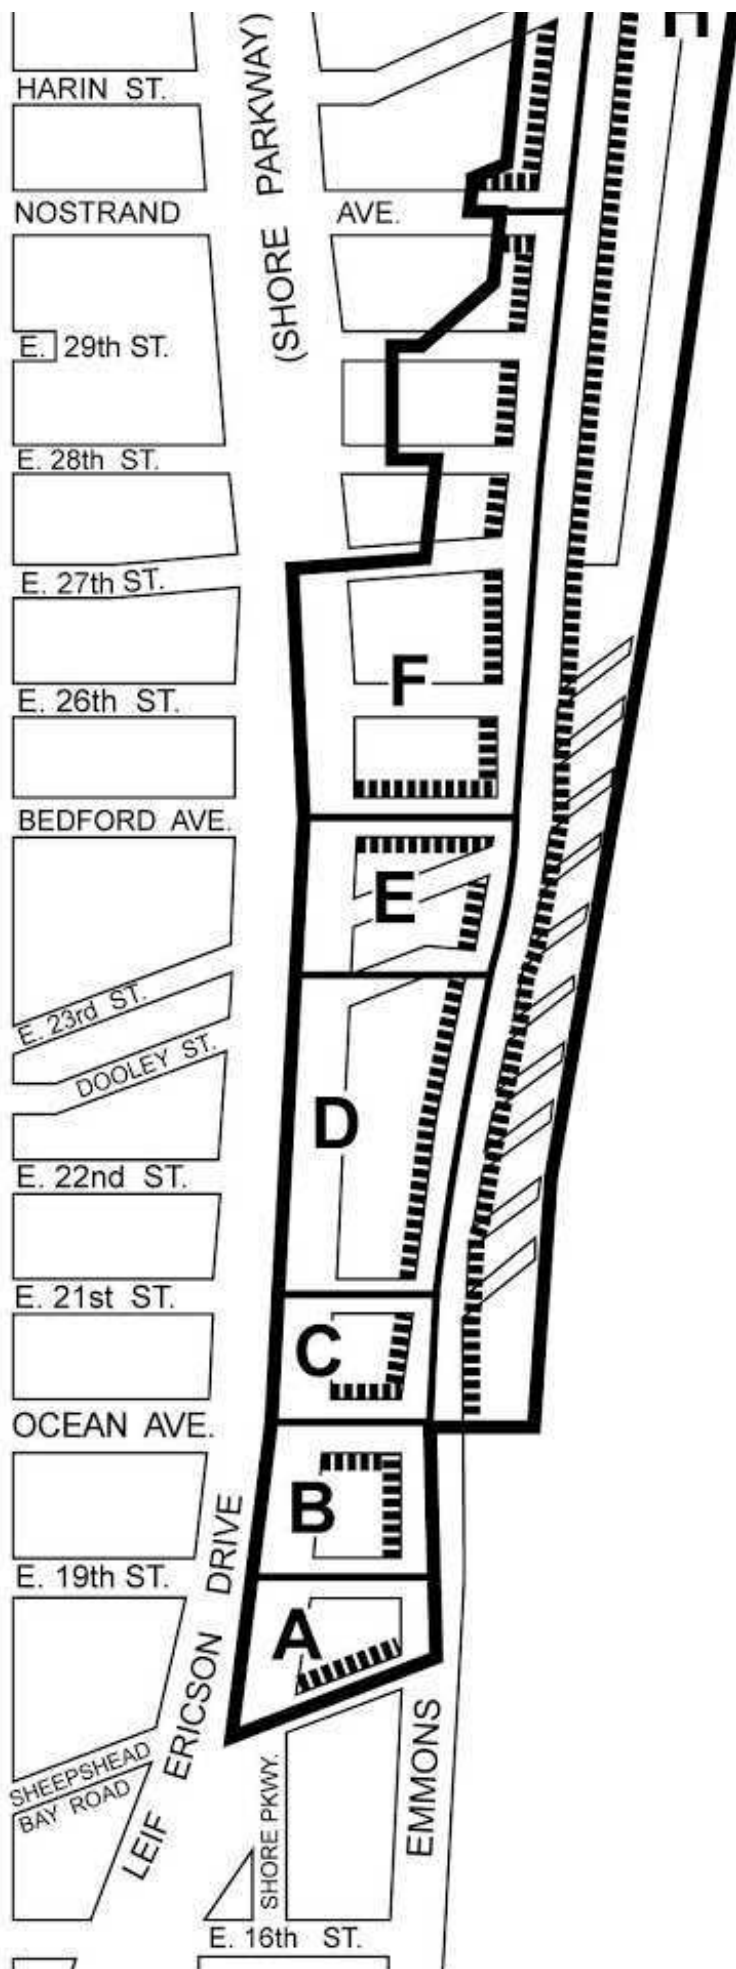 HARIN ST.
(SHORE PARKWAY)
NOSTRAND AVE.
E. 29th ST.
E. 28th ST.
E. 27th ST.
F
E. 26th ST.
BEDFORD AVE.
E
E. 23rd ST.
DOOLEY ST.
D
E. 22nd ST.
E. 21st ST.
C
OCEAN AVE.
B
E. 19th ST.
A
LEIF ERICSON DRIVE
SHEEPSHEAD
BAY ROAD
SHORE PKWY.
EMMONS
E. 16th ST.